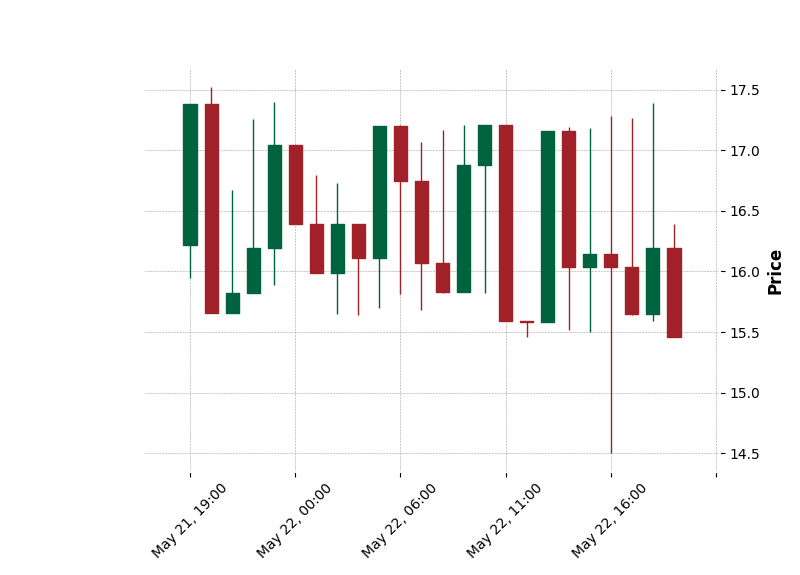 17.5
17.0
16.5
16.0
15.5
15.0
14.5
Price
May 21, 19:00
May 22, 00:00
May 22, 06:00
May 22, 11:00
May 22, 16:00